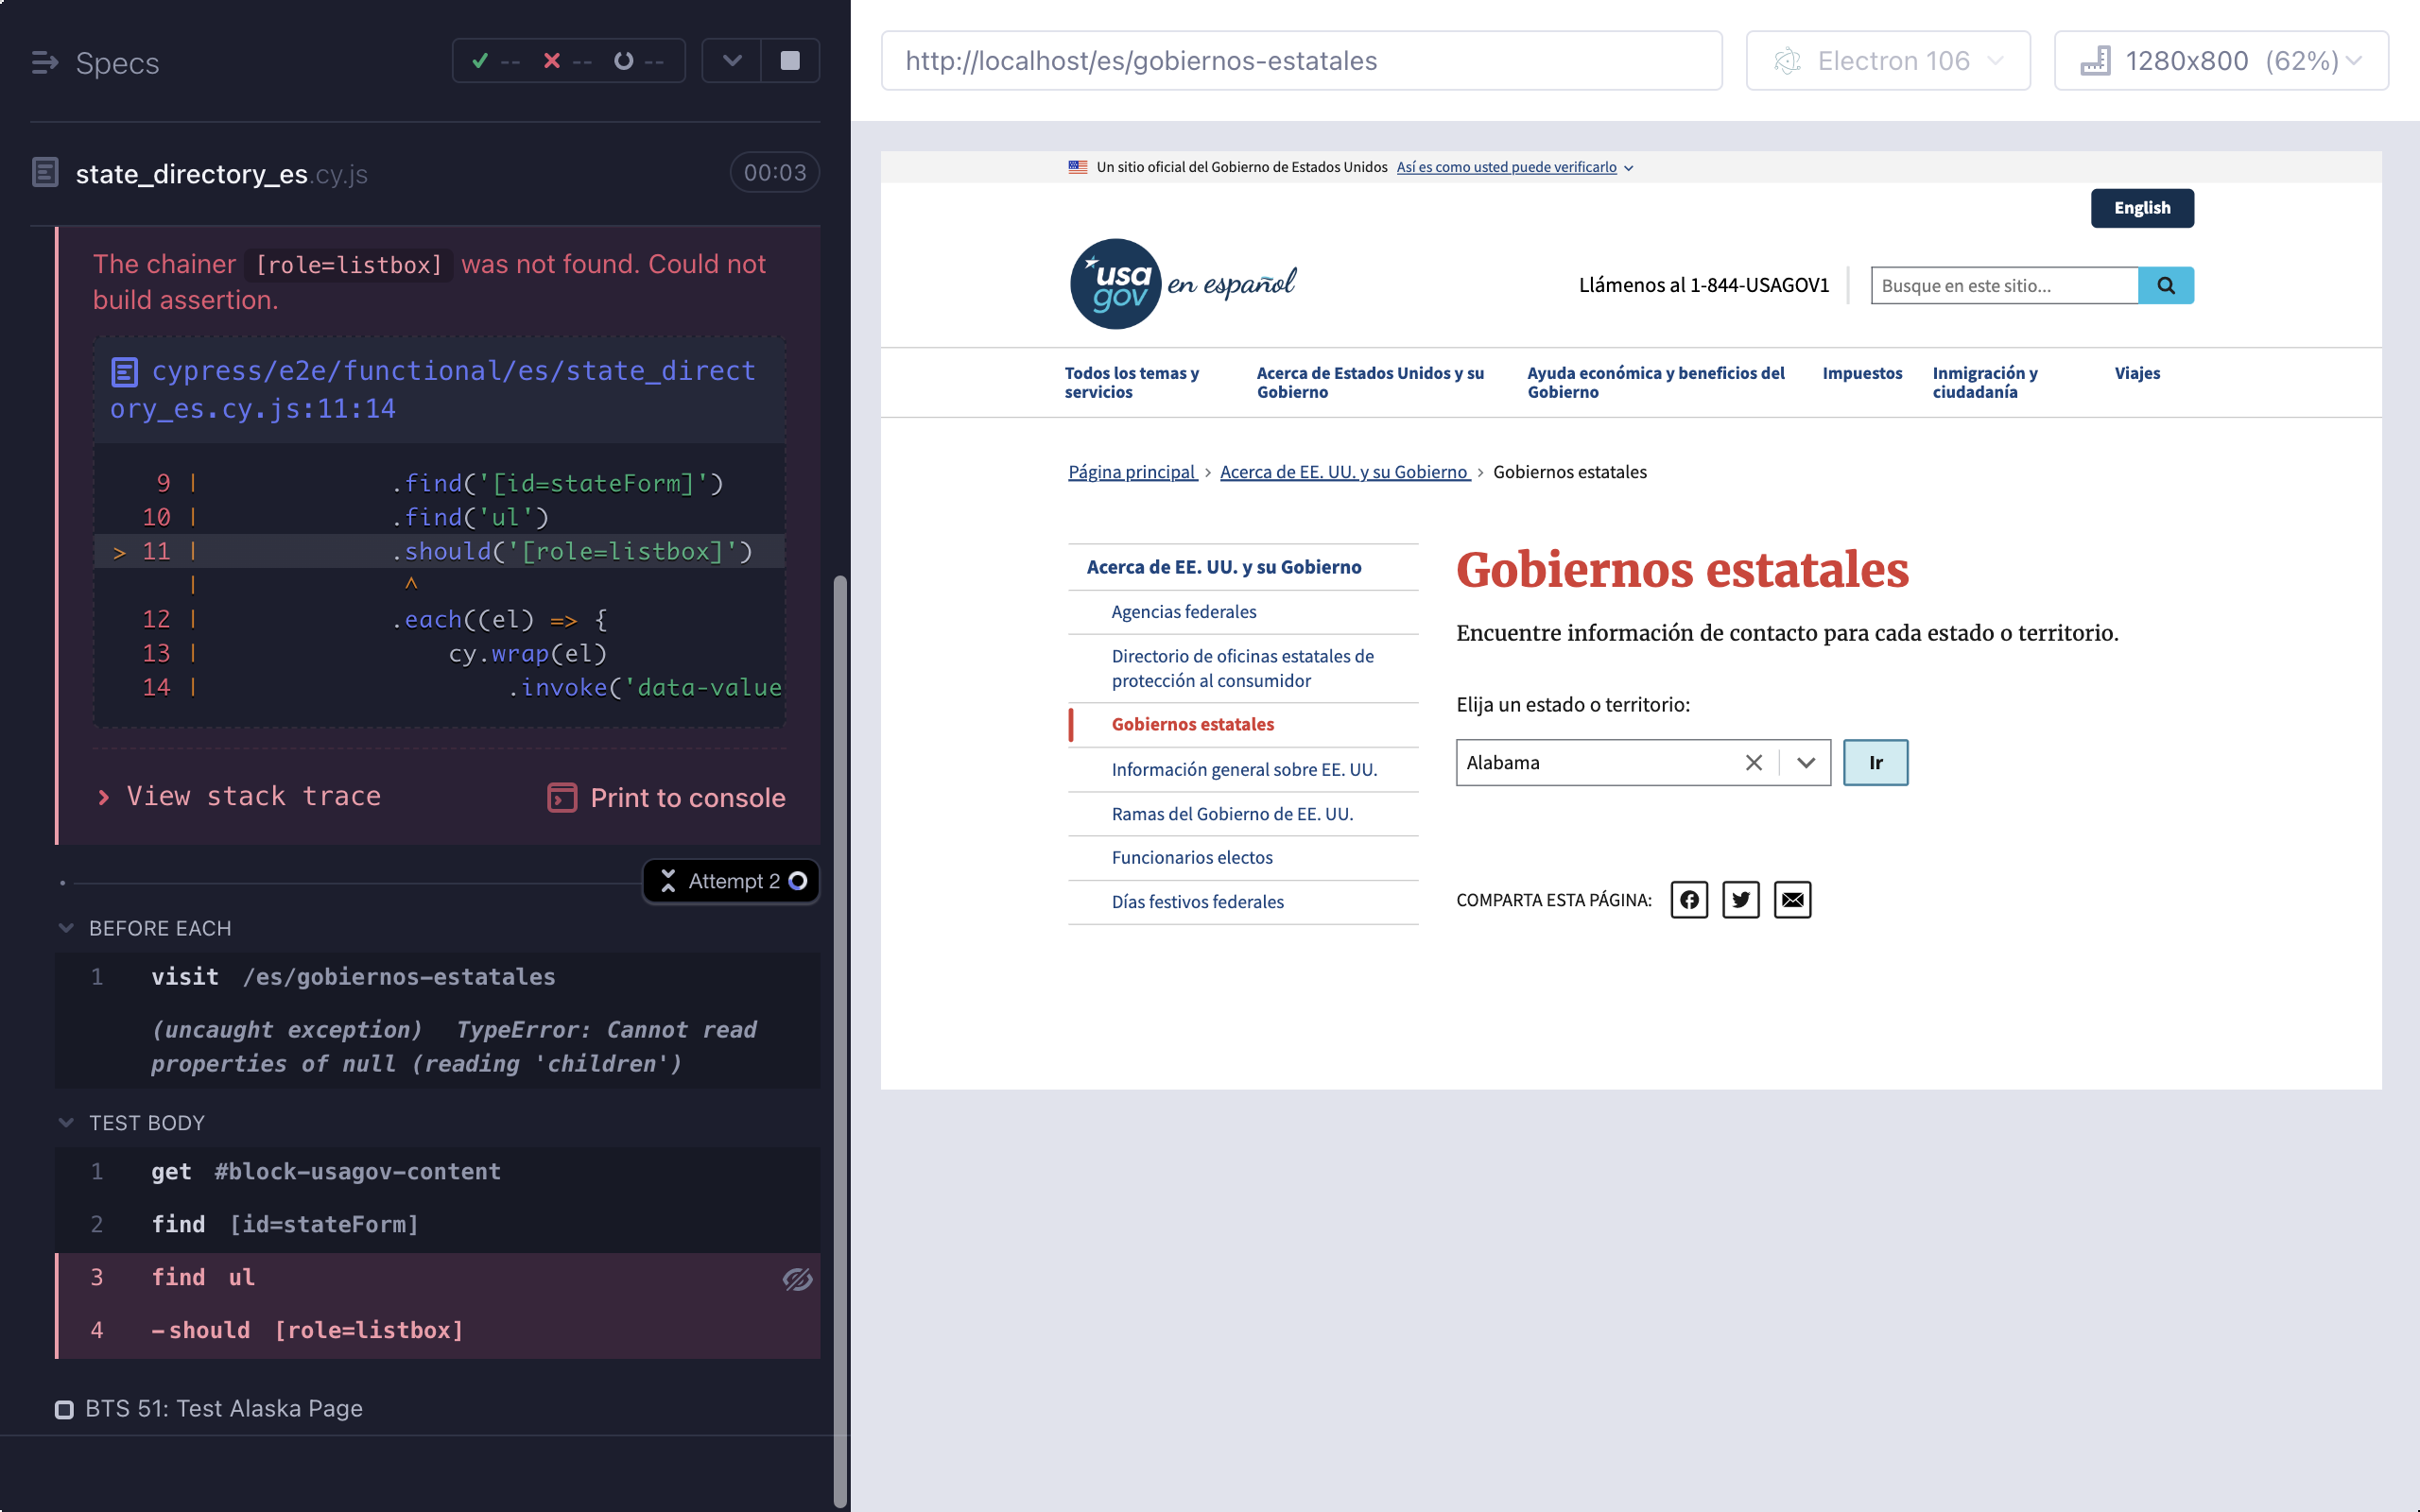 Specs
-- -- --
state_directory_es.cy.js
00:03
The chainer [role=listbox] was not found. Could not
build assertion.
cypress/e2e/functional/es/state_direct
ory_es.cy.js:11:14
9 | .find('[id=stateForm]')
10 | .find('ul')
> 11 | .should('[role=listbox]')
| ^
12 | .each((el) => {
13 | cy.wrap(el)
14 | .invoke('data-value
View stack trace
Print to console
Attempt 2
BEFORE EACH
1 visit /es/gobiernos-estatales
(uncaught exception) TypeError: Cannot read
properties of null (reading 'children')
TEST BODY
1 get #block-usagov-content
2 find [id=stateForm]
3 find ul
4 -should [role=listbox]
BTS 51: Test Alaska Page
http://localhost/es/gobiernos-estatales
Electron 106
1280x800 (62%)
Un sitio oficial del Gobierno de Estados Unidos Así es como usted puede verificarlo
English
usa
gov
en español
Llámenos al 1-844-USAGOV1
Busque en este sitio...
Todos los temas y
servicios
Acerca de Estados Unidos y su
Gobierno
Ayuda económica y beneficios del
Gobierno
Impuestos
Inmigración y
ciudadanía
Viajes
Página principal › Acerca de EE. UU. y su Gobierno › Gobiernos estatales
Acerca de EE. UU. y su Gobierno
Agencias federales
Directorio de oficinas estatales de
protección al consumidor
Gobiernos estatales
Información general sobre EE. UU.
Ramas del Gobierno de EE. UU.
Funcionarios electos
Días festivos federales
Gobiernos estatales
Encuentre información de contacto para cada estado o territorio.
Elija un estado o territorio:
Alabama
Ir
COMPARTA ESTA PÁGINA: